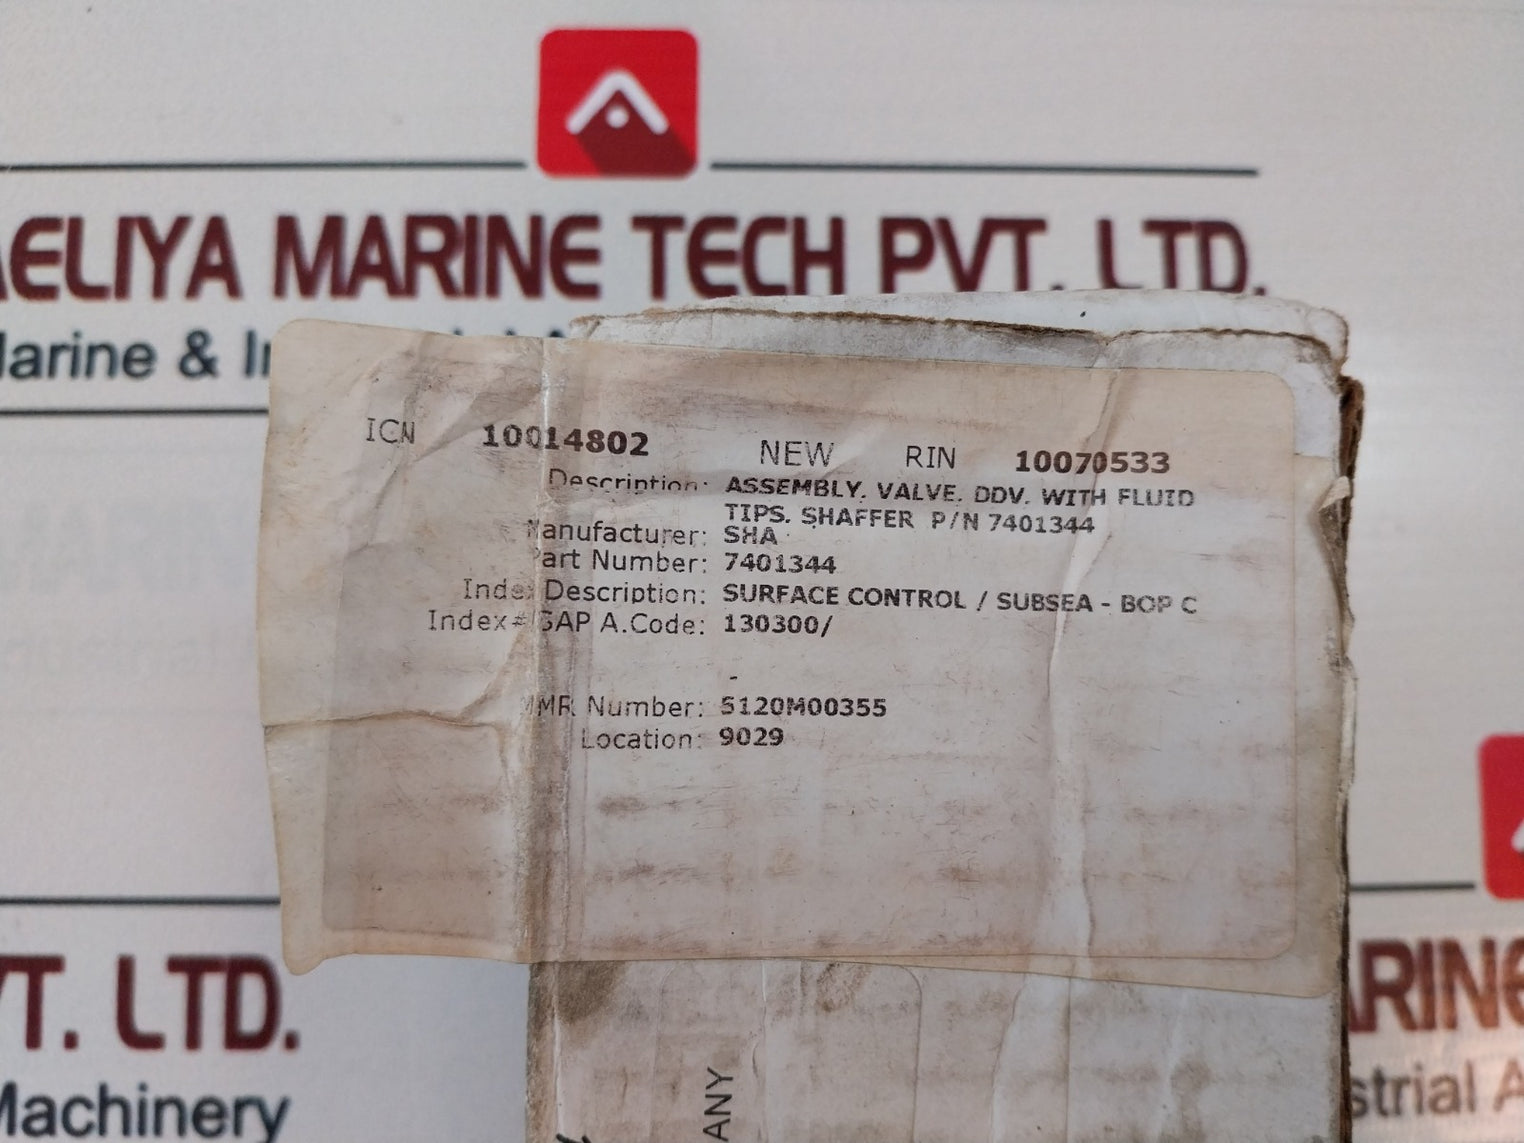 AELIYA MARINE TECH PVT. LTD.
Marine &
ICN 10014802 NEW RIN 10070533
Description: ASSEMBLY, VALVE, DDV, WITH FLUID
TIPS, SHAFFER P/N 7401344
Manufacturer: SHA
Part Number: 7401344
Index Description: SURFACE CONTROL / SUBSEA - BOP C
Index#/SAP A.Code: 130300/
-
MMR Number: 5120M00355
Location: 9029
VT. LTD.
Machinery
ARINE
strial A
ANY